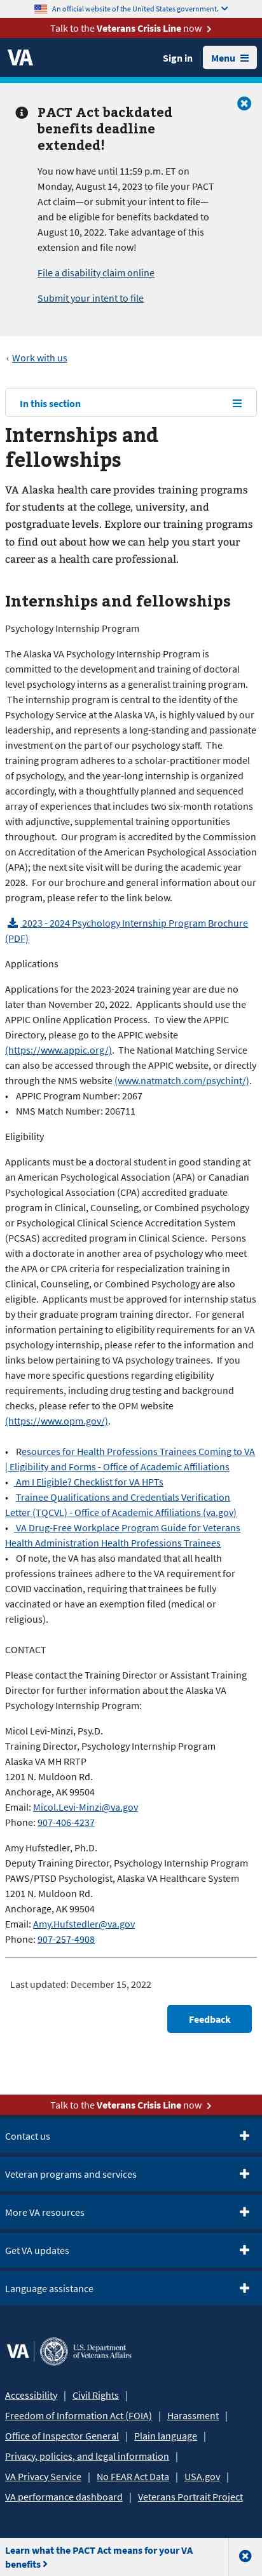 An official website of the United States government.
Talk to the Veterans Crisis Line now
VA
Sign in
Menu
PACT Act backdated
benefits deadline
extended!
You now have until 11:59 p.m. ET on
Monday, August 14, 2023 to file your PACT
Act claim—or submit your intent to file—
and be eligible for benefits backdated to
August 10, 2022. Take advantage of this
extension and file now!
File a disability claim online
Submit your intent to file
‹ Work with us
In this section
Internships and
fellowships
VA Alaska health care provides training programs
for students at the college, university, and
postgraduate levels. Explore our training programs
to find out about how we can help you start your
career as a health care professional.
Internships and fellowships
Psychology Internship Program
The Alaska VA Psychology Internship Program is
committed to the development and training of doctoral
level psychology interns as a generalist training program.
The internship program is central to the identity of the
Psychology Service at the Alaska VA, is highly valued by our
leadership, and represents a long-standing and passionate
investment on the part of psychology staff. The
training program adheres to a scholar-practitioner model
of psychology, and the year-long internship is organized
accordingly, with a thoughtfully planned and sequenced
array of experiences that includes two six-month rotations
with adjunctive, supplemental training opportunities
throughout. Our program is accredited by the Commission
on Accreditation of the American Psychological Association
(APA); the next site visit will be during the academic year
2028. For our brochure and general information about our
program, please refer to the link below.
2023 - 2024 Psychology Internship Program Brochure
(PDF)
Applications
Applications for the 2023-2024 training year are due no
later than November 20, 2022. Applicants should use the
APPIC Online Application Process. To view the APPIC
Directory, please go to the APPIC website
(https://www.appic.org/). The National Matching Service
can also be accessed through the APPIC website, or directly
through the NMS website (www.natmatch.com/psychint/).
• APPIC Program Number: 2067
• NMS Match Number: 206711
Eligibility
Applicants must be a doctoral student in good standing at
an American Psychological Association (APA) or Canadian
Psychological Association (CPA) accredited graduate
program in Clinical, Counseling, or Combined psychology
or Psychological Clinical Science Accreditation System
(PCSAS) accredited program in Clinical Science. Persons
with a doctorate in another area of psychology who meet
the APA or CPA criteria for respecialization training in
Clinical, Counseling, or Combined Psychology are also
eligible. Applicants must be approved for internship status
by their graduate program training director. For general
information pertaining to eligibility requirements for a VA
psychology internship, please refer to the information and
links below pertaining to VA psychology trainees. If you
have more specific questions regarding eligibility
requirements, including drug testing and background
checks, please refer to the OPM website
(https://www.opm.gov/).
• Resources for Health Professions Trainees Coming to VA
| Eligibility and Forms - Office of Academic Affiliations
• Am I Eligible? Checklist for VA HPTs
• Trainee Qualifications and Credentials Verification
Letter (TQCVL) - Office of Academic Affiliations (va.gov)
• VA Drug-Free Workplace Program Guide for Veterans
Health Administration Health Professions Trainees
• Of note, the VA has also mandated that all health
professions trainees adhere to the VA requirement for
COVID vaccination, requiring that trainees be fully
vaccinated or have an exemption filed (medical or
religious).
CONTACT
Please contact the Training Director or Assistant Training
Director for further information about the Alaska VA
Psychology Internship Program:
Micol Levi-Minzi, Psy.D.
Training Director, Psychology Internship Program
Alaska VA MH RRTP
1201 N. Muldoon Rd.
Anchorage, AK 99504
Email: Micol.Levi-Minzi@va.gov
Phone: 907-406-4237
Amy Hufstedler, Ph.D.
Deputy Training Director, Psychology Internship Program
PAWS/PTSD Psychologist, Alaska VA Healthcare System
1201 N. Muldoon Rd.
Anchorage, AK 99504
Email: Amy.Hufstedler@va.gov
Phone: 907-257-4908
Last updated: December 15, 2022
Feedback
Talk to the Veterans Crisis Line now
Contact us
Veteran programs and services
More VA resources
Get VA updates
Language assistance
VA | U.S. Department
of Veterans Affairs
Accessibility | Civil Rights |
Freedom of Information Act (FOIA) | Harassment |
Office of Inspector General | Plain language |
Privacy, policies, and legal information |
VA Privacy Service | No FEAR Act Data | USA.gov |
VA performance dashboard | Veterans Portrait Project
Learn what the PACT Act means for your VA
benefits